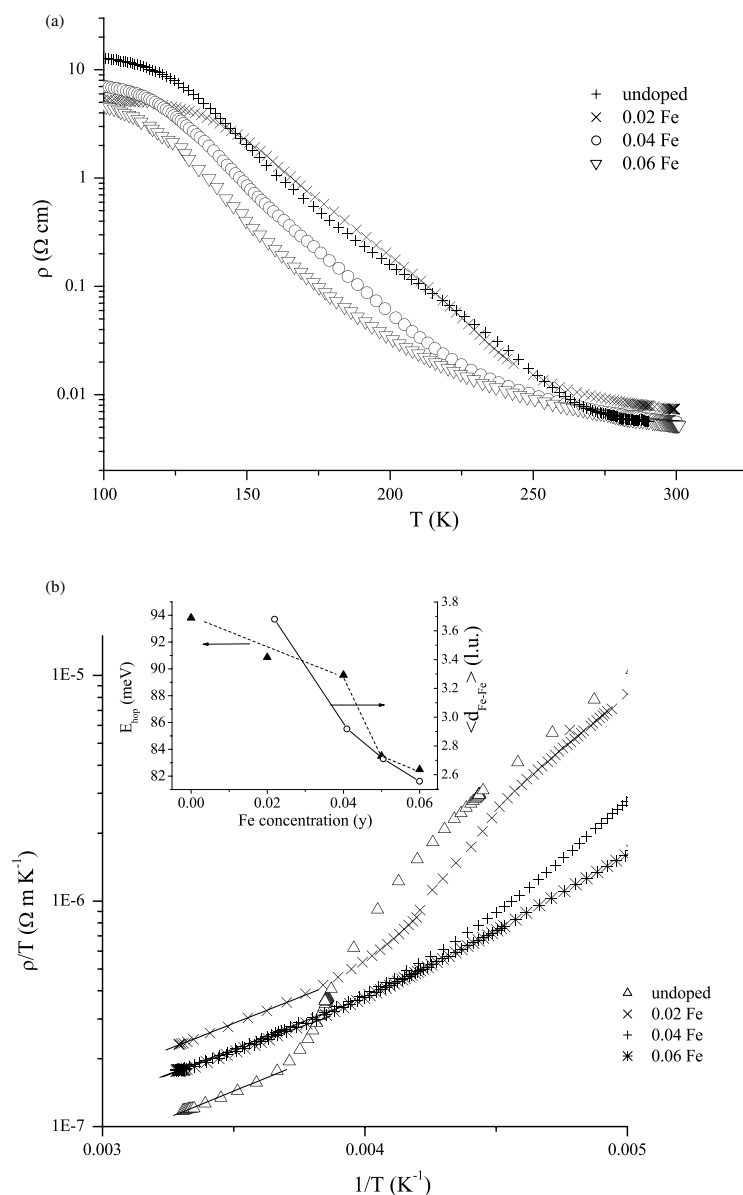 (a)
10
1
0.1
0.01
ρ (Ω cm)
undoped
0.02 Fe
0.04 Fe
0.06 Fe
100
150
200
250
300
T (K)
(b)
94
92
90
88
86
84
82
E_hop (meV)
3.8
3.6
3.4
3.2
3.0
2.8
2.6
<d_Fe-Fe> (l.u.)
0.00
0.02
0.04
0.06
Fe concentration (y)
1E-5
1E-6
1E-7
ρ/T (Ω m K⁻¹)
undoped
0.02 Fe
0.04 Fe
0.06 Fe
0.003
0.004
0.005
1/T (K⁻¹)